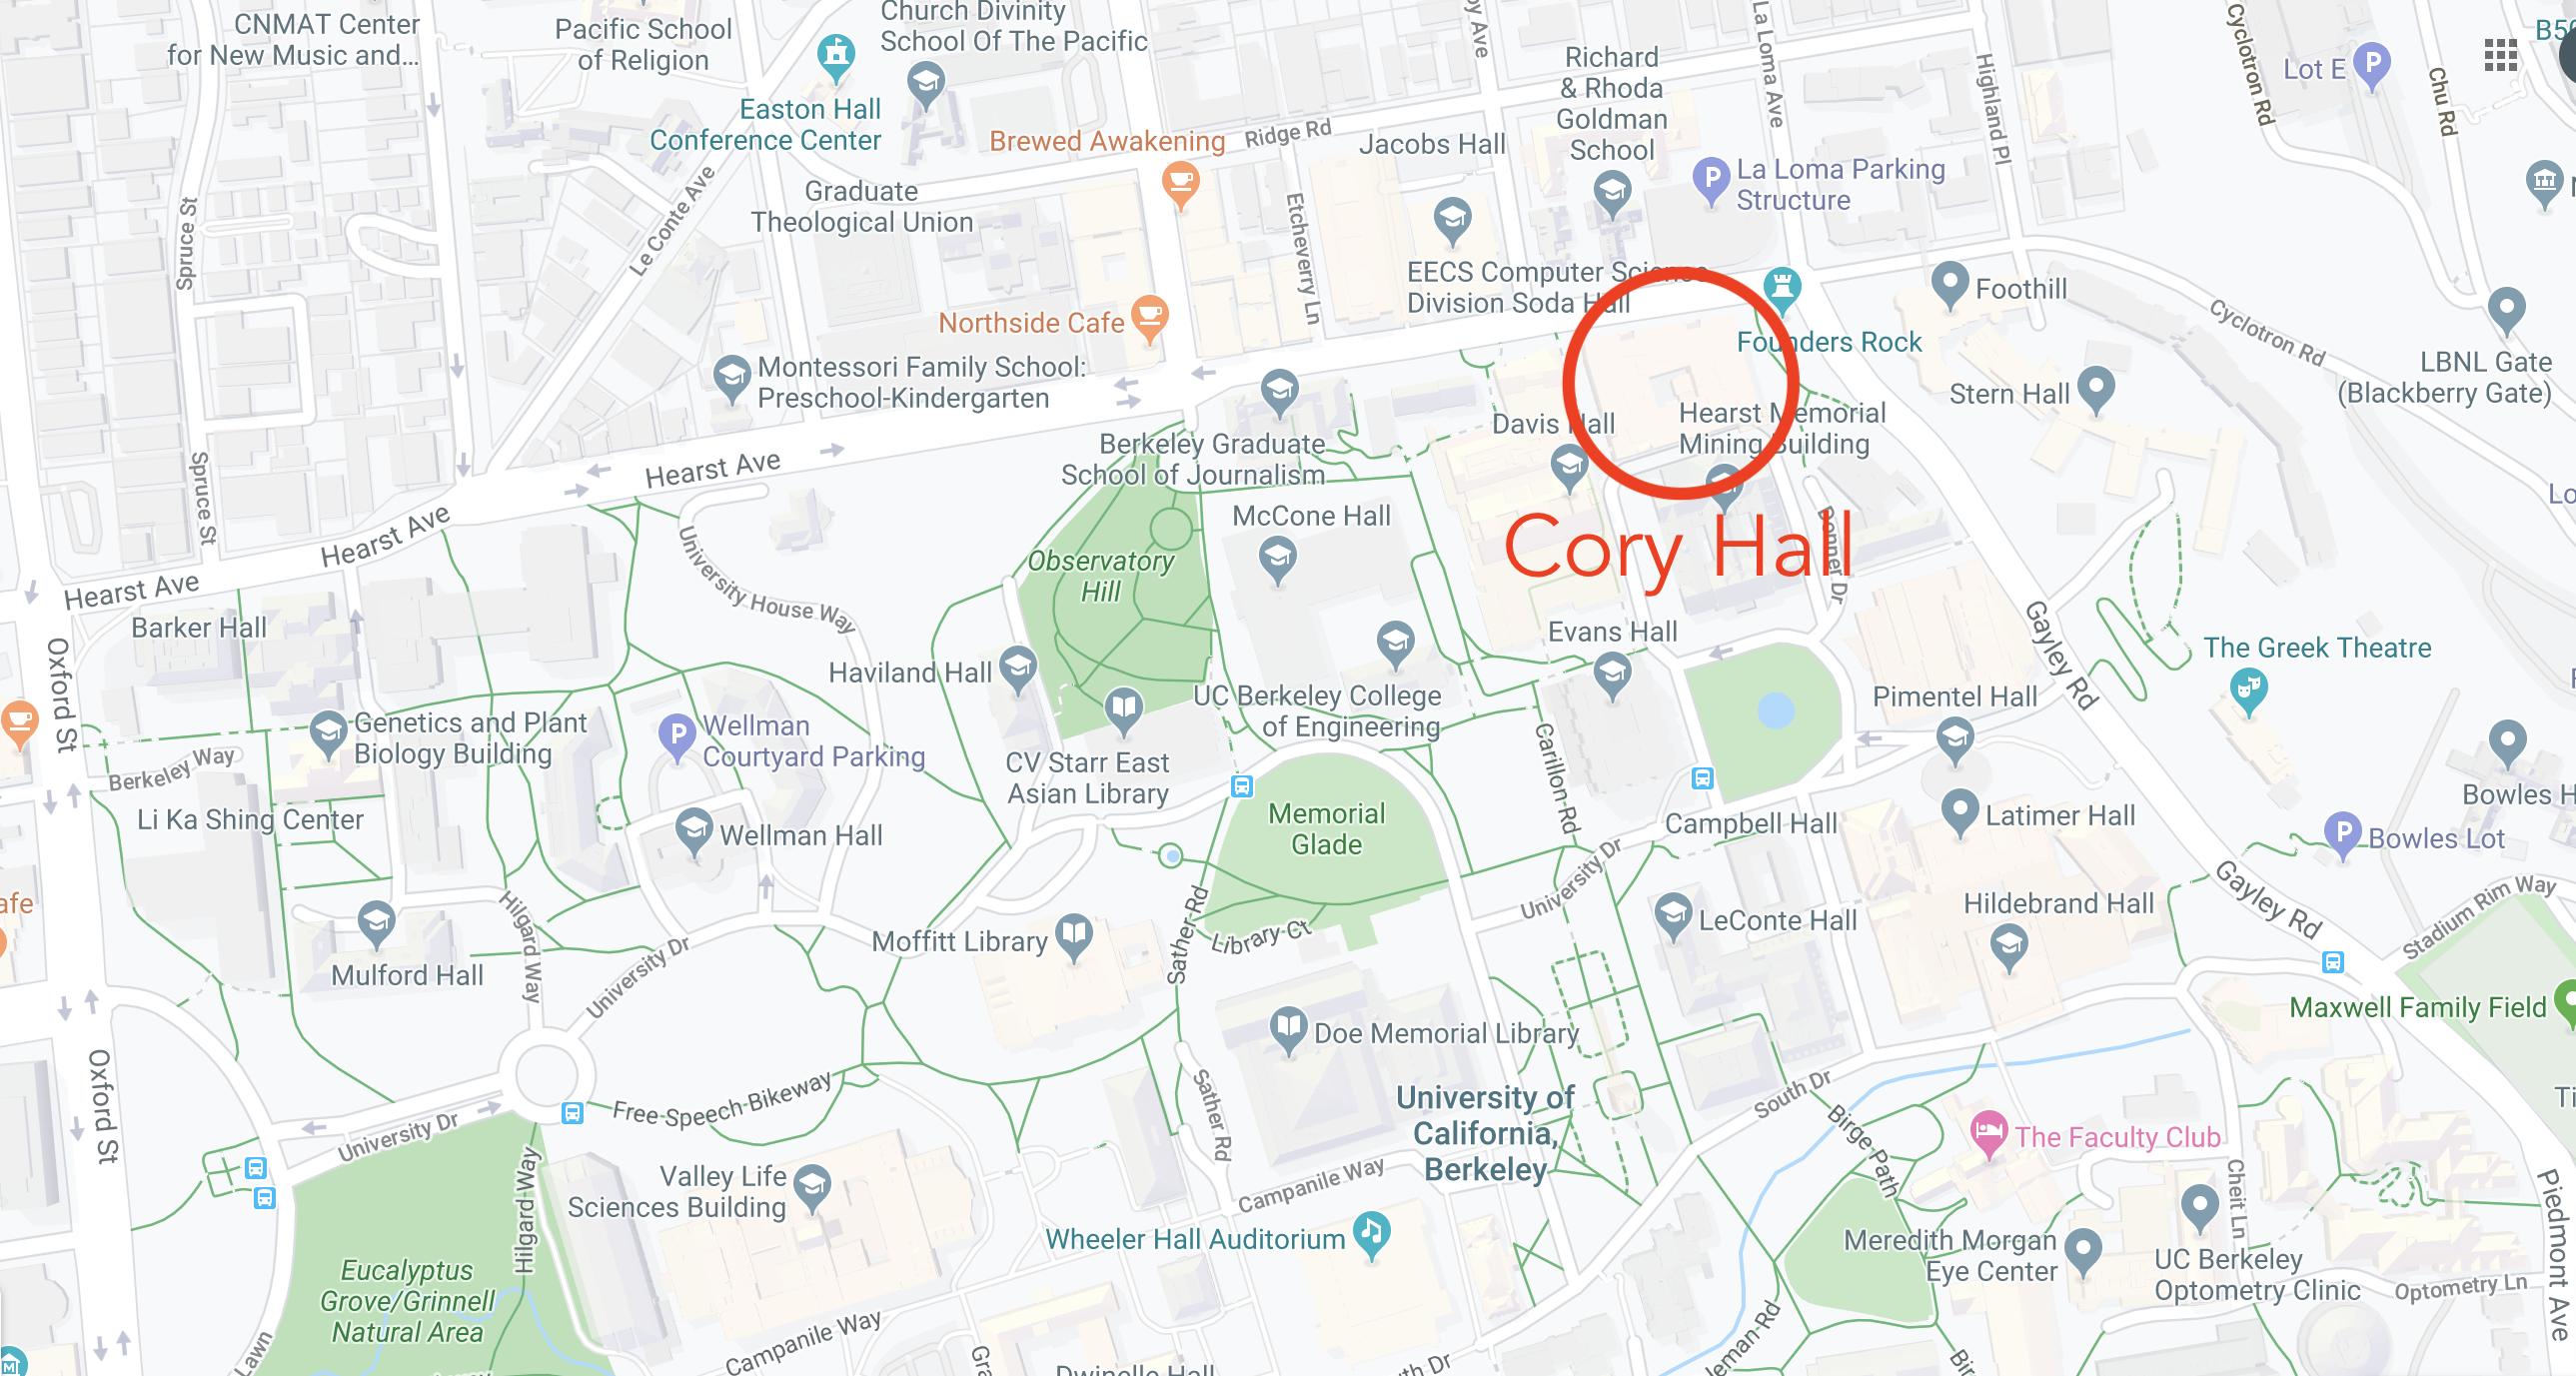 CNMAT Center
for New Music and...
Pacific School
of Religion
Church Divinity
School Of The Pacific
Easton Hall
Conference Center
Brewed Awakening
Ridge Rd
Jacobs Hall
Richard
& Rhoda
Goldman
School
La Loma Ave
Highland Pl
Cyclotron Rd
Lot E
Chu Rd
La Loma Parking
Structure
Graduate
Theological Union
Spruce St
Le Conte Ave
Etcheverry Ln
EECS Computer Science
Division Soda Hall
Foothill
Cyclotron Rd
Northside Cafe
Founders Rock
Montessori Family School:
Preschool-Kindergarten
Stern Hall
LBNL Gate
(Blackberry Gate)
Davis Hall
Hearst Memorial
Mining Building
Berkeley Graduate
School of Journalism
Hearst Ave
Spruce St
Hearst Ave
McCone Hall
Cory Hall
Donner Dr
Observatory
Hill
University House Way
Hearst Ave
Barker Hall
Oxford St
Evans Hall
Gayley Rd
The Greek Theatre
Haviland Hall
UC Berkeley College
of Engineering
Pimentel Hall
Genetics and Plant
Biology Building
Wellman
Courtyard Parking
Berkeley Way
CV Starr East
Asian Library
Carillon Rd
Li Ka Shing Center
Wellman Hall
Memorial
Glade
Campbell Hall
Latimer Hall
Bowles H
Bowles Lot
University Dr
Gayley Rd
Stadium Rim Way
Hilgard Way
Mulford Hall
University Dr
Moffitt Library
Sather Rd
Library Ct
LeConte Hall
Hildebrand Hall
Maxwell Family Field
Doe Memorial Library
Oxford St
Free Speech Bikeway
University Dr
Sather Rd
University of
California,
Berkeley
South Dr
Birge Path
The Faculty Club
Valley Life
Sciences Building
Hilgard Way
Campanile Way
Wheeler Hall Auditorium
Cheit Ln
Piedmont Ave
Meredith Morgan
Eye Center
UC Berkeley
Optometry Clinic
Optometry Ln
Eucalyptus
Grove/Grinnell
Natural Area
Campanile Way
Lawn
Dwinelle Hall